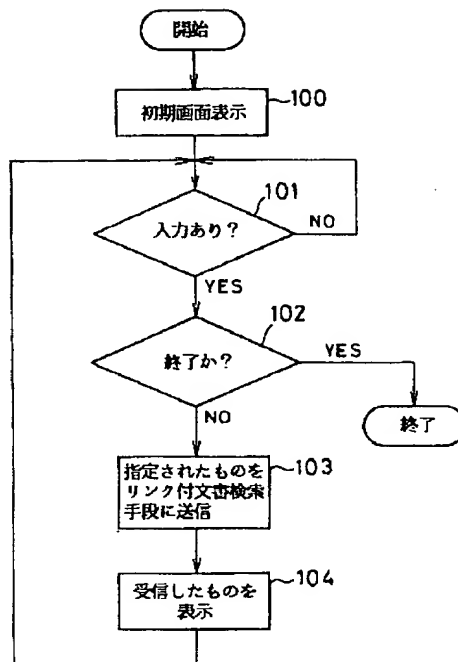 開始
初期画面表示
100
101
入力あり?
NO
YES
102
終了か?
YES
NO
終了
指定されたものを
リンク付文書検索
手段に送信
103
受信したものを
表示
104